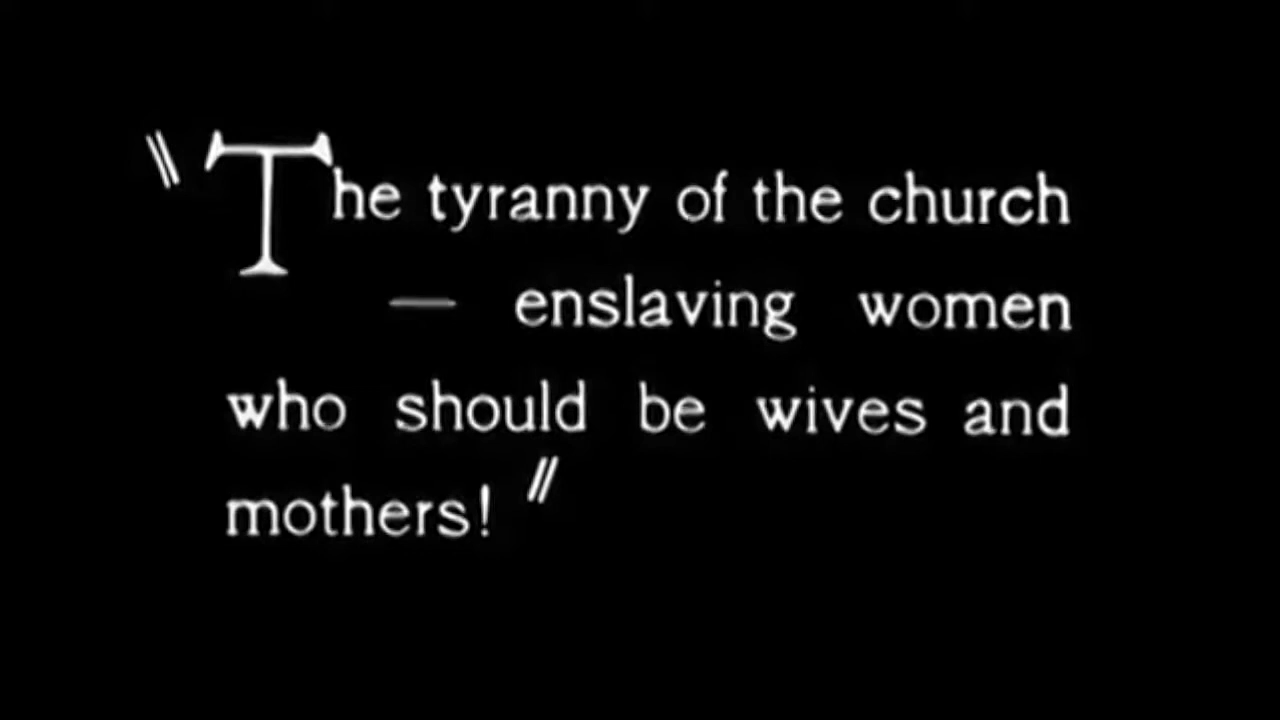 "The tyranny of the church
— enslaving women
who should be wives and
mothers!"